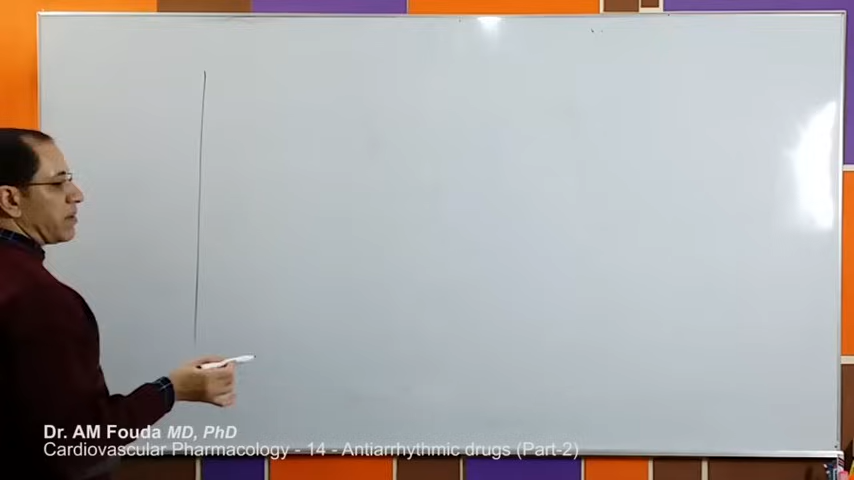 Dr. AM Fouda MD, PhD
Cardiovascular Pharmacology - 14 - Antiarrhythmic drugs (Part-2)